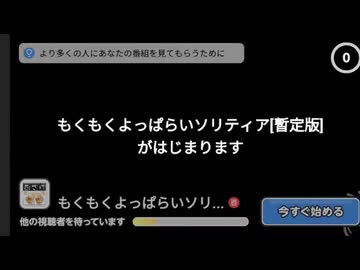 より多くの人にあなたの番組を見てもらうために
0
もくもくよっぱらいソリティア[暫定版]
がはじまります
もくもくよっぱらいソリ...
他の視聴者を待っています
今すぐ始める